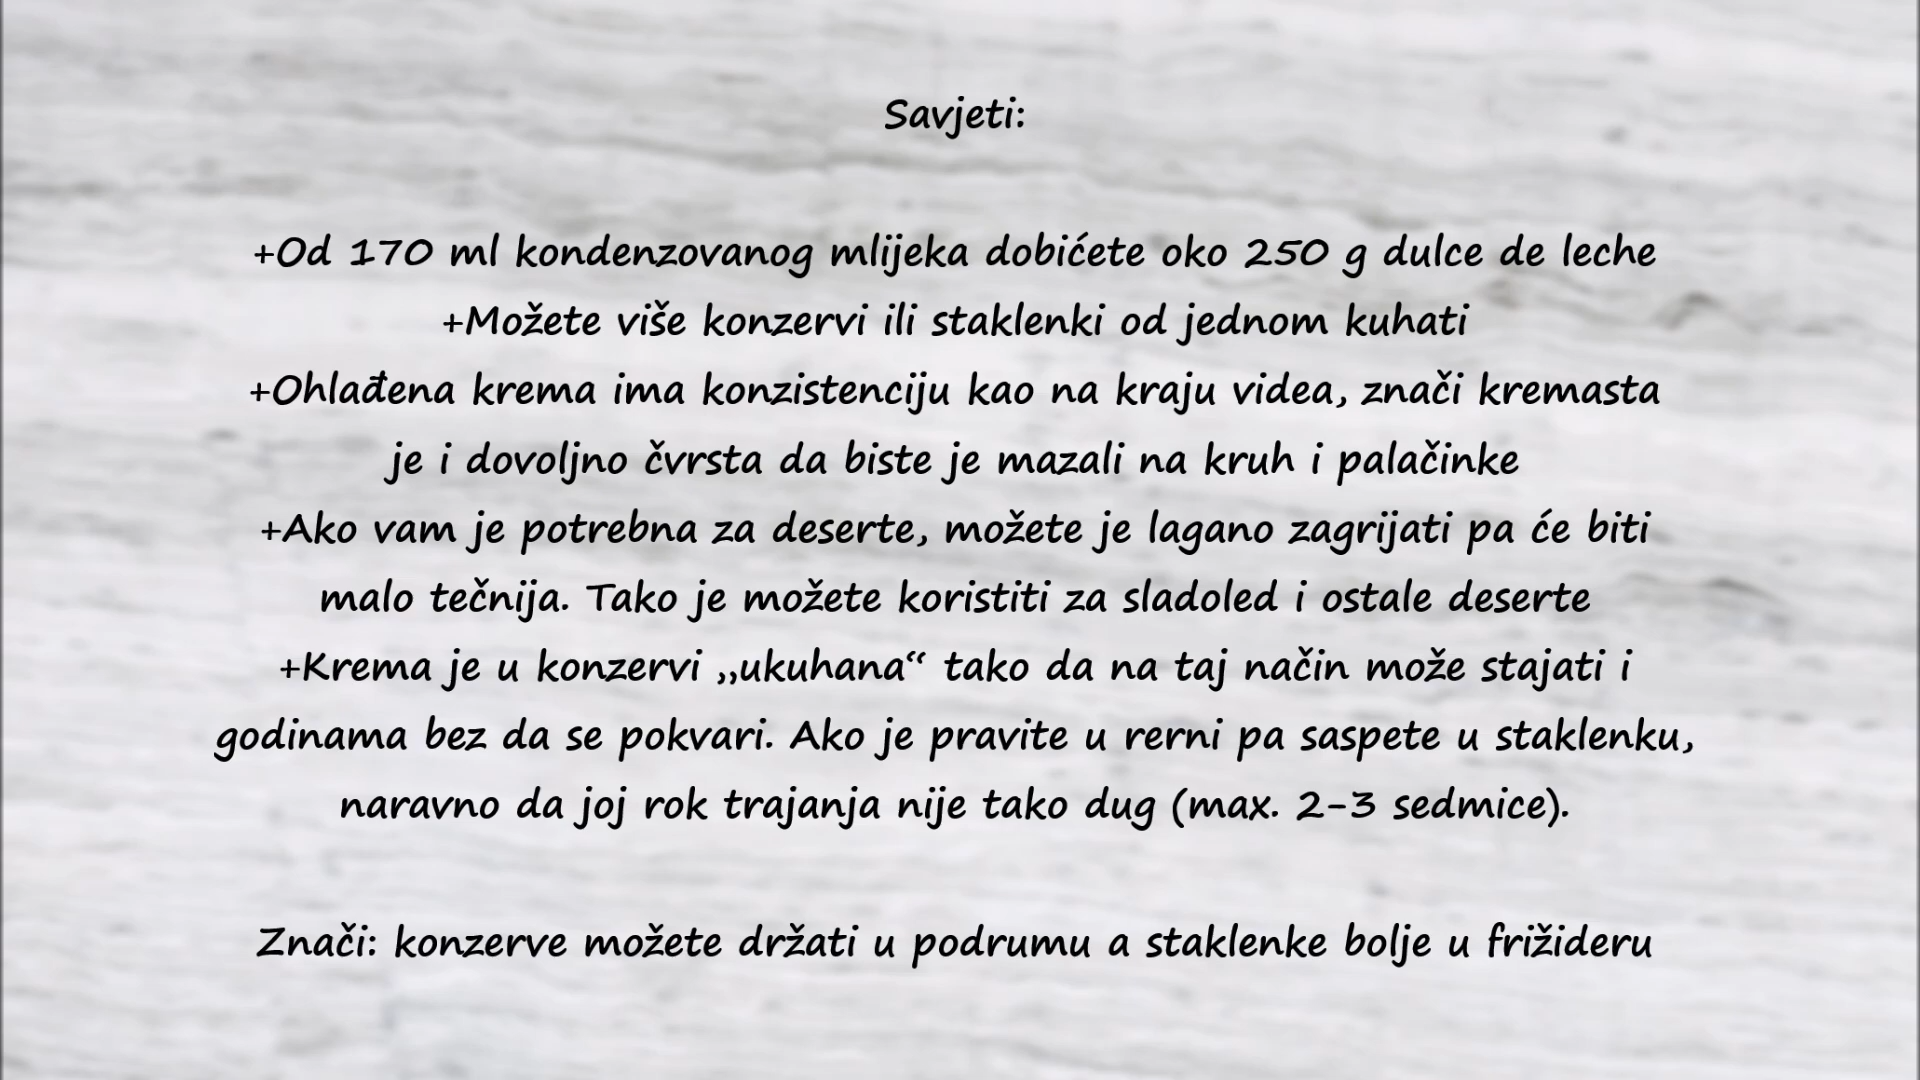 Savjeti:
+Od 170 ml kondenzovanog mlijeka dobićete oko 250 g dulce de leche
+Možete više konzervi ili staklenki od jednom kuhati
+Ohlađena krema ima konzistenciju kao na kraju videa, znači kremasta
je i dovoljno čvrsta da biste je mazali na kruh i palačinke
+Ako vam je potrebna za deserte, možete je lagano zagrijati pa će biti
malo tečnija. Tako je možete koristiti za sladoled i ostale deserte
+Krema je u konzervi „ukuhana“ tako da na taj način može stajati i
godinama bez da se pokvari. Ako je pravite u rerni pa saspete u staklenku,
naravno da joj rok trajanja nije tako dug (max. 2-3 sedmice).
Znači: konzerve možete držati u podrumu a staklenke bolje u frižideru